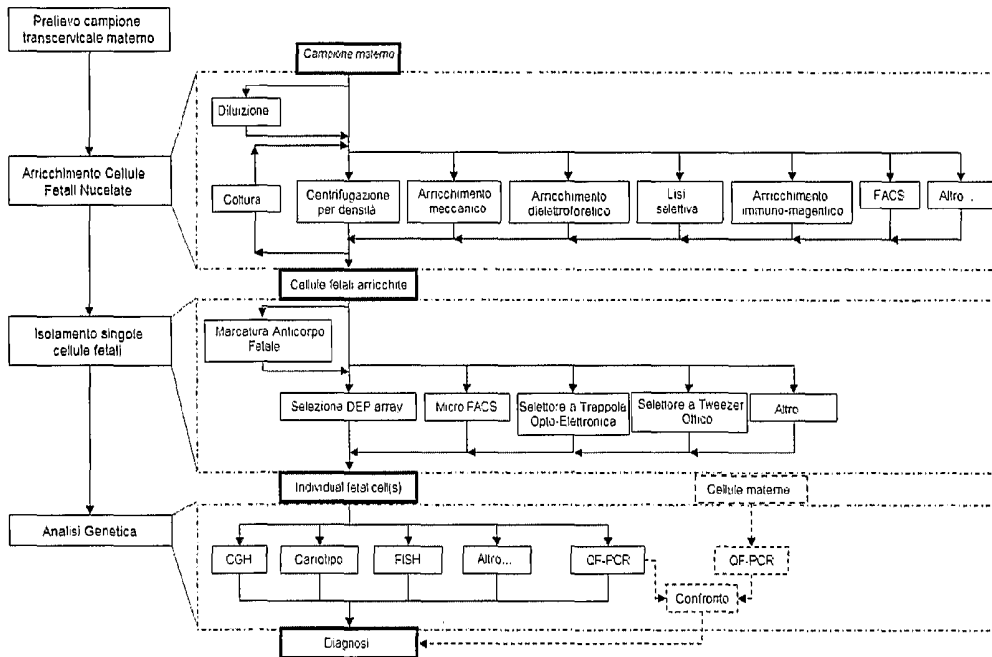 Prelievo campione
transcervicale materno
Campione materno
Diluizione
Arricchimento Cellule
Fetali Nucelate
Coltura
Centrifugazione
per densità
Arricchimento
meccanico
Arricchimento
dielettroforetico
Lisi
selettiva
Arricchimento
immuno-magentico
FACS
Altro ..
Cellule fetali arricchite
Isolamento singole
cellule fetali
Marcatura Anticorpo
Fetale
Selezione DEP array
Micro FACS
Selettore a Trappola
Opto-Elettronica
Selettore a Tweezer
Ottico
Altro
Individual fetal cell(s)
Cellule materne
Analisi Genetica
CGH
Cariotipo
FISH
Altro...
QF-PCR
QF-PCR
Confronto
Diagnosi